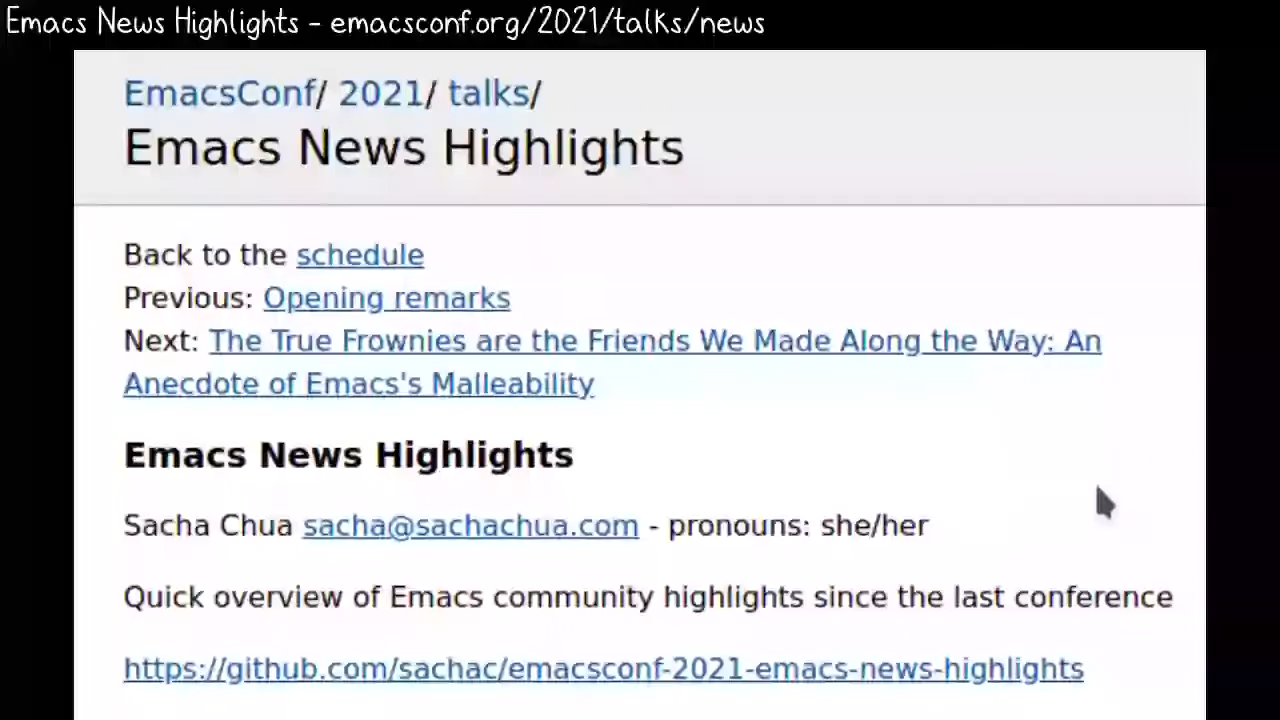 Emacs News Highlights - emacsconf.org/2021/talks/news
EmacsConf/ 2021/ talks/
Emacs News Highlights
Back to the schedule
Previous: Opening remarks
Next: The True Frownies are the Friends We Made Along the Way: An
Anecdote of Emacs's Malleability
Emacs News Highlights
Sacha Chua sacha@sachachua.com - pronouns: she/her
Quick overview of Emacs community highlights since the last conference
https://github.com/sachac/emacsconf-2021-emacs-news-highlights